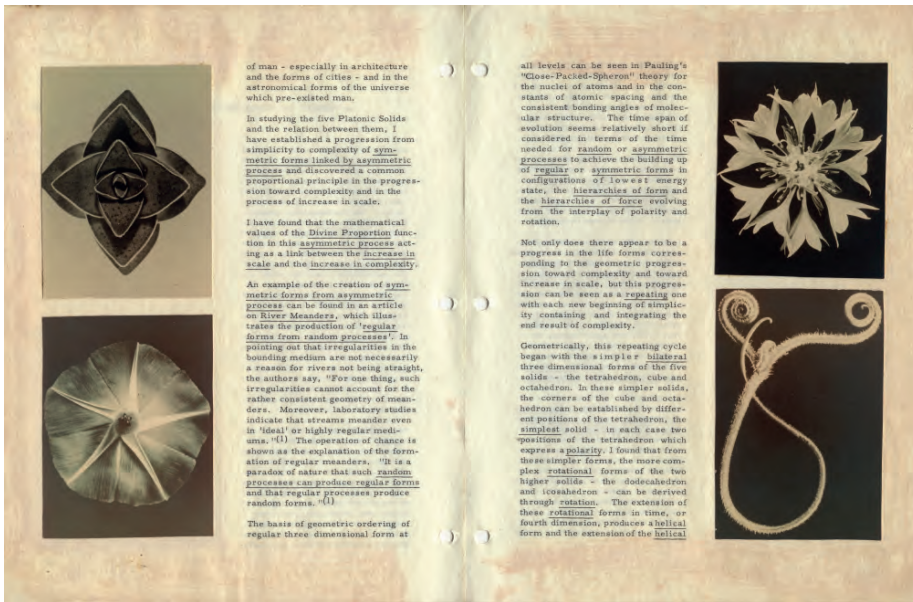 of man - especially in architecture
and the forms of cities - and in the
astronomical forms of the universe
which pre-existed man.
In studying the five Platonic Solids
and the relation between them, I
have established a progression from
simplicity to complexity of sym-
metric forms linked by asymmetric
process and discovered a common
proportional principle in the progres-
sion toward complexity and in the
process of increase in scale.
I have found that the mathematical
values of the Divine Proportion func-
tion in this asymmetric process act-
ing as a link between the increase in
scale and the increase in complexity.
An example of the creation of sym-
metric forms from asymmetric
process can be found in an article
on River Meanders, which illus-
trates the production of 'regular
forms from random processes'. In
pointing out that irregularities in the
bounding medium are not necessarily
a reason for rivers not being straight,
the authors say, "For one thing, such
irregularities cannot account for the
rather consistent geometry of mean-
ders. Moreover, laboratory studies
indicate that streams meander even
in 'ideal' or highly regular medi-
ums."(1) The operation of chance is
shown as the explanation of the form-
ation of regular meanders. "It is a
paradox of nature that such random
processes can produce regular forms
and that regular processes produce
random forms."(1)
The basis of geometric ordering of
regular three dimensional form at
all levels can be seen in Pauling's
"Close-Packed-Spheron" theory for
the nuclei of atoms and in the con-
stants of atomic spacing and the
consistent bonding angles of molec-
ular structure. The time span of
evolution seems relatively short if
considered in terms of the time
needed for random or asymmetric
processes to achieve the building up
of regular or symmetric forms in
configurations of lowest energy
state, the hierarchies of form and
the hierarchies of force evolving
from the interplay of polarity and
rotation.
Not only does there appear to be a
progress in the life forms corres-
ponding to the geometric progres-
sion toward complexity and toward
increase in scale, but this progres-
sion can be seen as a repeating one
with each new beginning of simplic-
ity containing and integrating the
end result of complexity.
Geometrically, this repeating cycle
began with the simpler bilateral
three dimensional forms of the five
solids - the tetrahedron, cube and
octahedron. In these simpler solids,
the corners of the cube and octa-
hedron can be established by differ-
ent positions of the tetrahedron, the
simplest solid - in each case two
positions of the tetrahedron which
express a polarity. I found that from
these simpler forms, the more com-
plex rotational forms of the two
higher solids - the dodecahedron
and icosahedron - can be derived
through rotation. The extension of
these rotational forms in time, or
fourth dimension, produces a helical
form and the extension of the helical